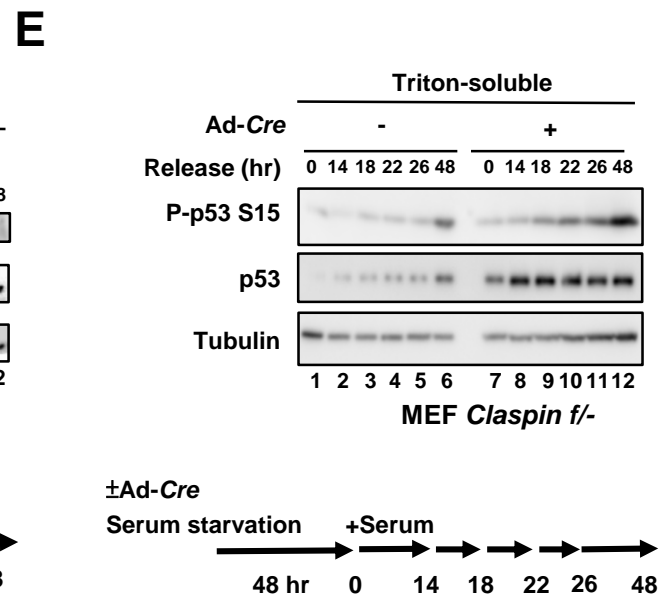 E
Triton-soluble
Ad-Cre - +
Release (hr) 0 14 18 22 26 48 0 14 18 22 26 48
P-p53 S15
p53
Tubulin
1 2 3 4 5 6 7 8 9 10 11 12
MEF Claspin f/-
±Ad-Cre
Serum starvation +Serum
48 hr 0 14 18 22 26 48